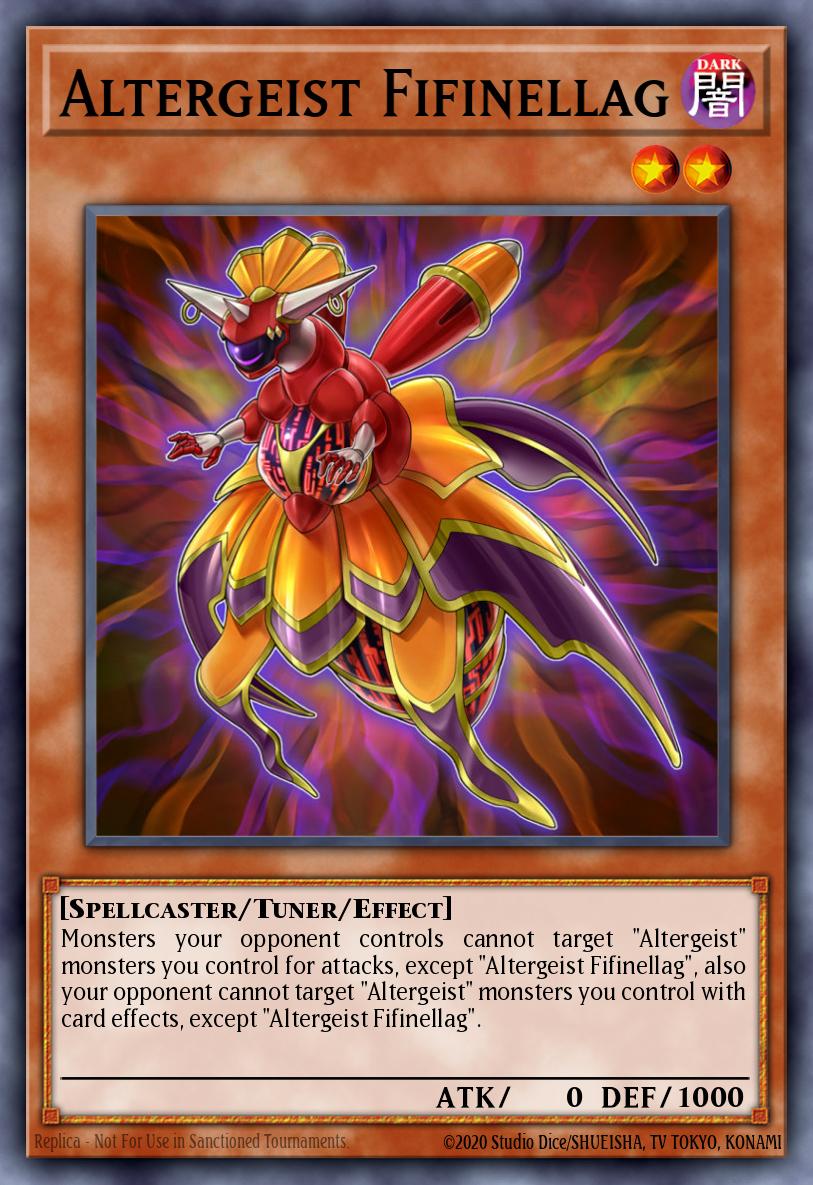 Altergeist Fifinellag
DARK
闇
[Spellcaster/Tuner/Effect]
Monsters your opponent controls cannot target "Altergeist"
monsters you control for attacks, except "Altergeist Fifinellag", also
your opponent cannot target "Altergeist" monsters you control with
card effects, except "Altergeist Fifinellag".
ATK/ 0 DEF/1000
Replica - Not For Use in Sanctioned Tournaments.
©2020 Studio Dice/SHUEISHA, TV TOKYO, KONAMI